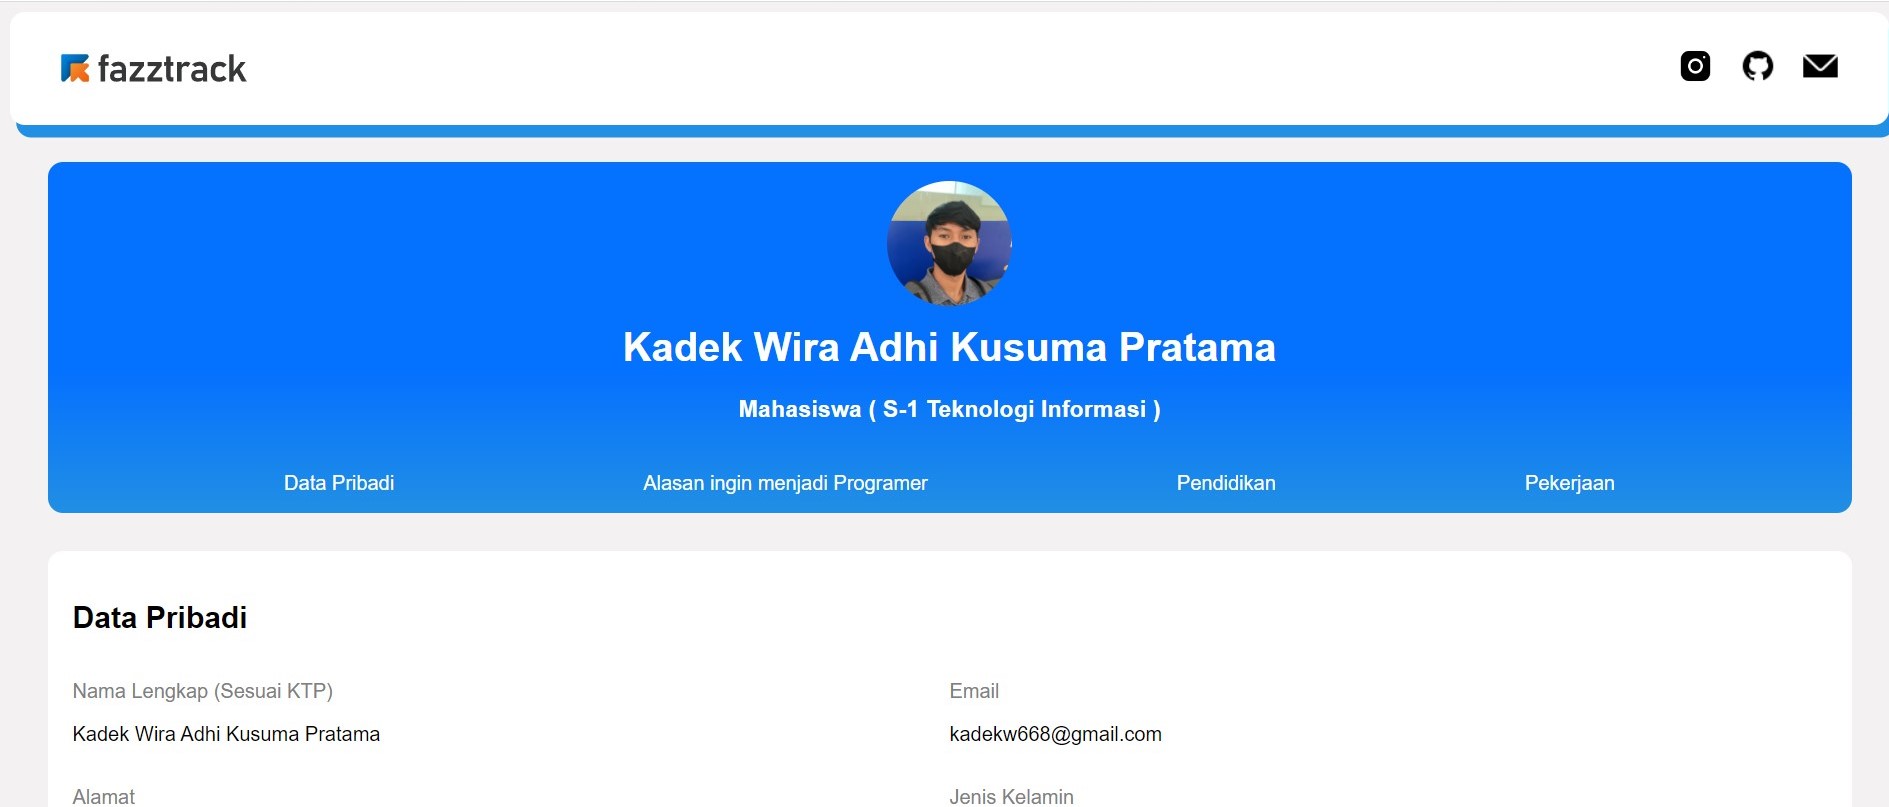 fazztrack
Kadek Wira Adhi Kusuma Pratama
Mahasiswa ( S-1 Teknologi Informasi )
Data Pribadi Alasan ingin menjadi Programer Pendidikan Pekerjaan
Data Pribadi
Nama Lengkap (Sesuai KTP) Email
Kadek Wira Adhi Kusuma Pratama kadekw668@gmail.com
Alamat Jenis Kelamin